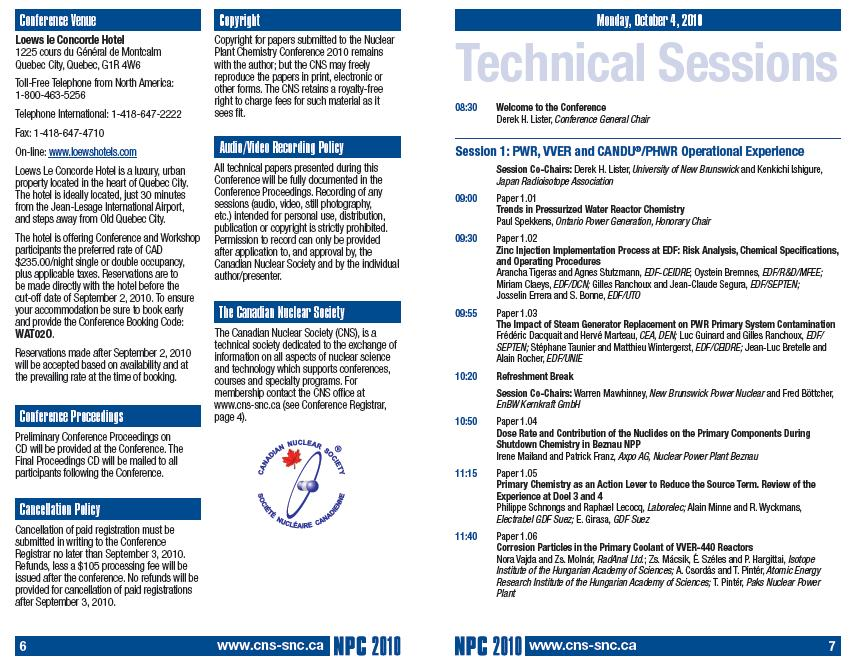 Conference Venue
Loews le Concorde Hotel
1225 cours du Général de Montcalm
Quebec City, Quebec, G1R 4W6
Toll-Free Telephone from North America:
1-800-463-5256
Telephone International: 1-418-647-2222
Fax: 1-418-647-4710
On-line: www.loewshotels.com
Loews Le Concorde Hotel is a luxury, urban
property located in the heart of Quebec City.
The hotel is ideally located, just 30 minutes
from the Jean-Lesage International Airport,
and steps away from Old Quebec City.
The hotel is offering Conference and Workshop
participants the preferred rate of CAD
$235.00/night single or double occupancy,
plus applicable taxes. Reservations are to
be made directly with the hotel before the
cut-off date of September 2, 2010. To ensure
your accommodation be sure to book early
and provide the Conference Booking Code:
WAT020.
Reservations made after September 2, 2010
will be accepted based on availability and at
the prevailing rate at the time of booking.
Conference Proceedings
Preliminary Conference Proceedings on
CD will be provided at the Conference. The
Final Proceedings CD will be mailed to all
participants following the Conference.
Cancellation Policy
Cancellation of paid registration must be
submitted in writing to the Conference
Registrar no later than September 3, 2010.
Refunds, less a $105 processing fee will be
issued after the conference. No refunds will be
provided for cancellation of paid registrations
after September 3, 2010.
Copyright
Copyright for papers submitted to the Nuclear
Plant Chemistry Conference 2010 remains
with the author; but the CNS may freely
reproduce the papers in print, electronic or
other forms. The CNS retains a royalty-free
right to charge fees for such material as it
sees fit.
Audio/Video Recording Policy
All technical papers presented during this
Conference will be fully documented in the
Conference Proceedings. Recording of any
sessions (audio, video, still photography,
etc.) intended for personal use, distribution,
publication or copyright is strictly prohibited.
Permission to record can only be provided
after application to, and approval by, the
Canadian Nuclear Society and by the individual
author/presenter.
The Canadian Nuclear Society
The Canadian Nuclear Society (CNS), is a
technical society dedicated to the exchange of
information on all aspects of nuclear science
and technology which supports conferences,
courses and specialty programs. For
membership contact the CNS office at
www.cns-snc.ca (see Conference Registrar,
page 4).
CANADIAN NUCLEAR SOCIETY ®
SOCIÉTÉ NUCLÉAIRE CANADIENNE
6 www.cns-snc.ca NPC 2010
Monday, October 4, 2010
Technical Sessions
08:30 Welcome to the Conference
Derek H. Lister, Conference General Chair
Session 1: PWR, VVER and CANDU®/PHWR Operational Experience
Session Co-Chairs: Derek H. Lister, University of New Brunswick and Kenkichi Ishigure,
Japan Radioisotope Association
09:00 Paper 1.01
Trends in Pressurized Water Reactor Chemistry
Paul Spekkens, Ontario Power Generation, Honorary Chair
09:30 Paper 1.02
Zinc Injection Implementation Process at EDF: Risk Analysis, Chemical Specifications,
and Operating Procedures
Arancha Tigeras and Agnes Stutzmann, EDF-CEIDRE; Oystein Bremnes, EDF/R&D/MFEE;
Miriam Claeys, EDF/DCN; Gilles Ranchoux and Jean-Claude Segura, EDF/SEPTEN;
Josselin Errera and S. Bonne, EDF/UTO
09:55 Paper 1.03
The Impact of Steam Generator Replacement on PWR Primary System Contamination
Frédéric Dacquait and Hervé Marteau, CEA, DEN; Luc Guinard and Gilles Ranchoux, EDF/
SEPTEN; Stéphane Taunier and Matthieu Wintergerst, EDF/CEIDRE; Jean-Luc Bretelle and
Alain Rocher, EDF/UNIE
10:20 Refreshment Break
Session Co-Chairs: Warren Mawhinney, New Brunswick Power Nuclear and Fred Böttcher,
EnBW Kernkraft GmbH
10:50 Paper 1.04
Dose Rate and Contribution of the Nuclides on the Primary Components During
Shutdown Chemistry in Beznau NPP
Irene Mailand and Patrick Franz, Axpo AG, Nuclear Power Plant Beznau
11:15 Paper 1.05
Primary Chemistry as an Action Lever to Reduce the Source Term. Review of the
Experience at Doel 3 and 4
Philippe Schnongs and Raphael Lecocq, Laborelec; Alain Minne and R. Wyckmans,
Electrabel GDF Suez; E. Girasa, GDF Suez
11:40 Paper 1.06
Corrosion Particles in the Primary Coolant of VVER-440 Reactors
Nora Vajda and Zs. Molnár, RadAnal Ltd.; Zs. Mácsik, É. Széles and P. Hargittai, Isotope
Institute of the Hungarian Academy of Sciences; A. Csordás and T. Pintér, Atomic Energy
Research Institute of the Hungarian Academy of Sciences; T. Pintér, Paks Nuclear Power
Plant
NPC 2010 www.cns-snc.ca 7